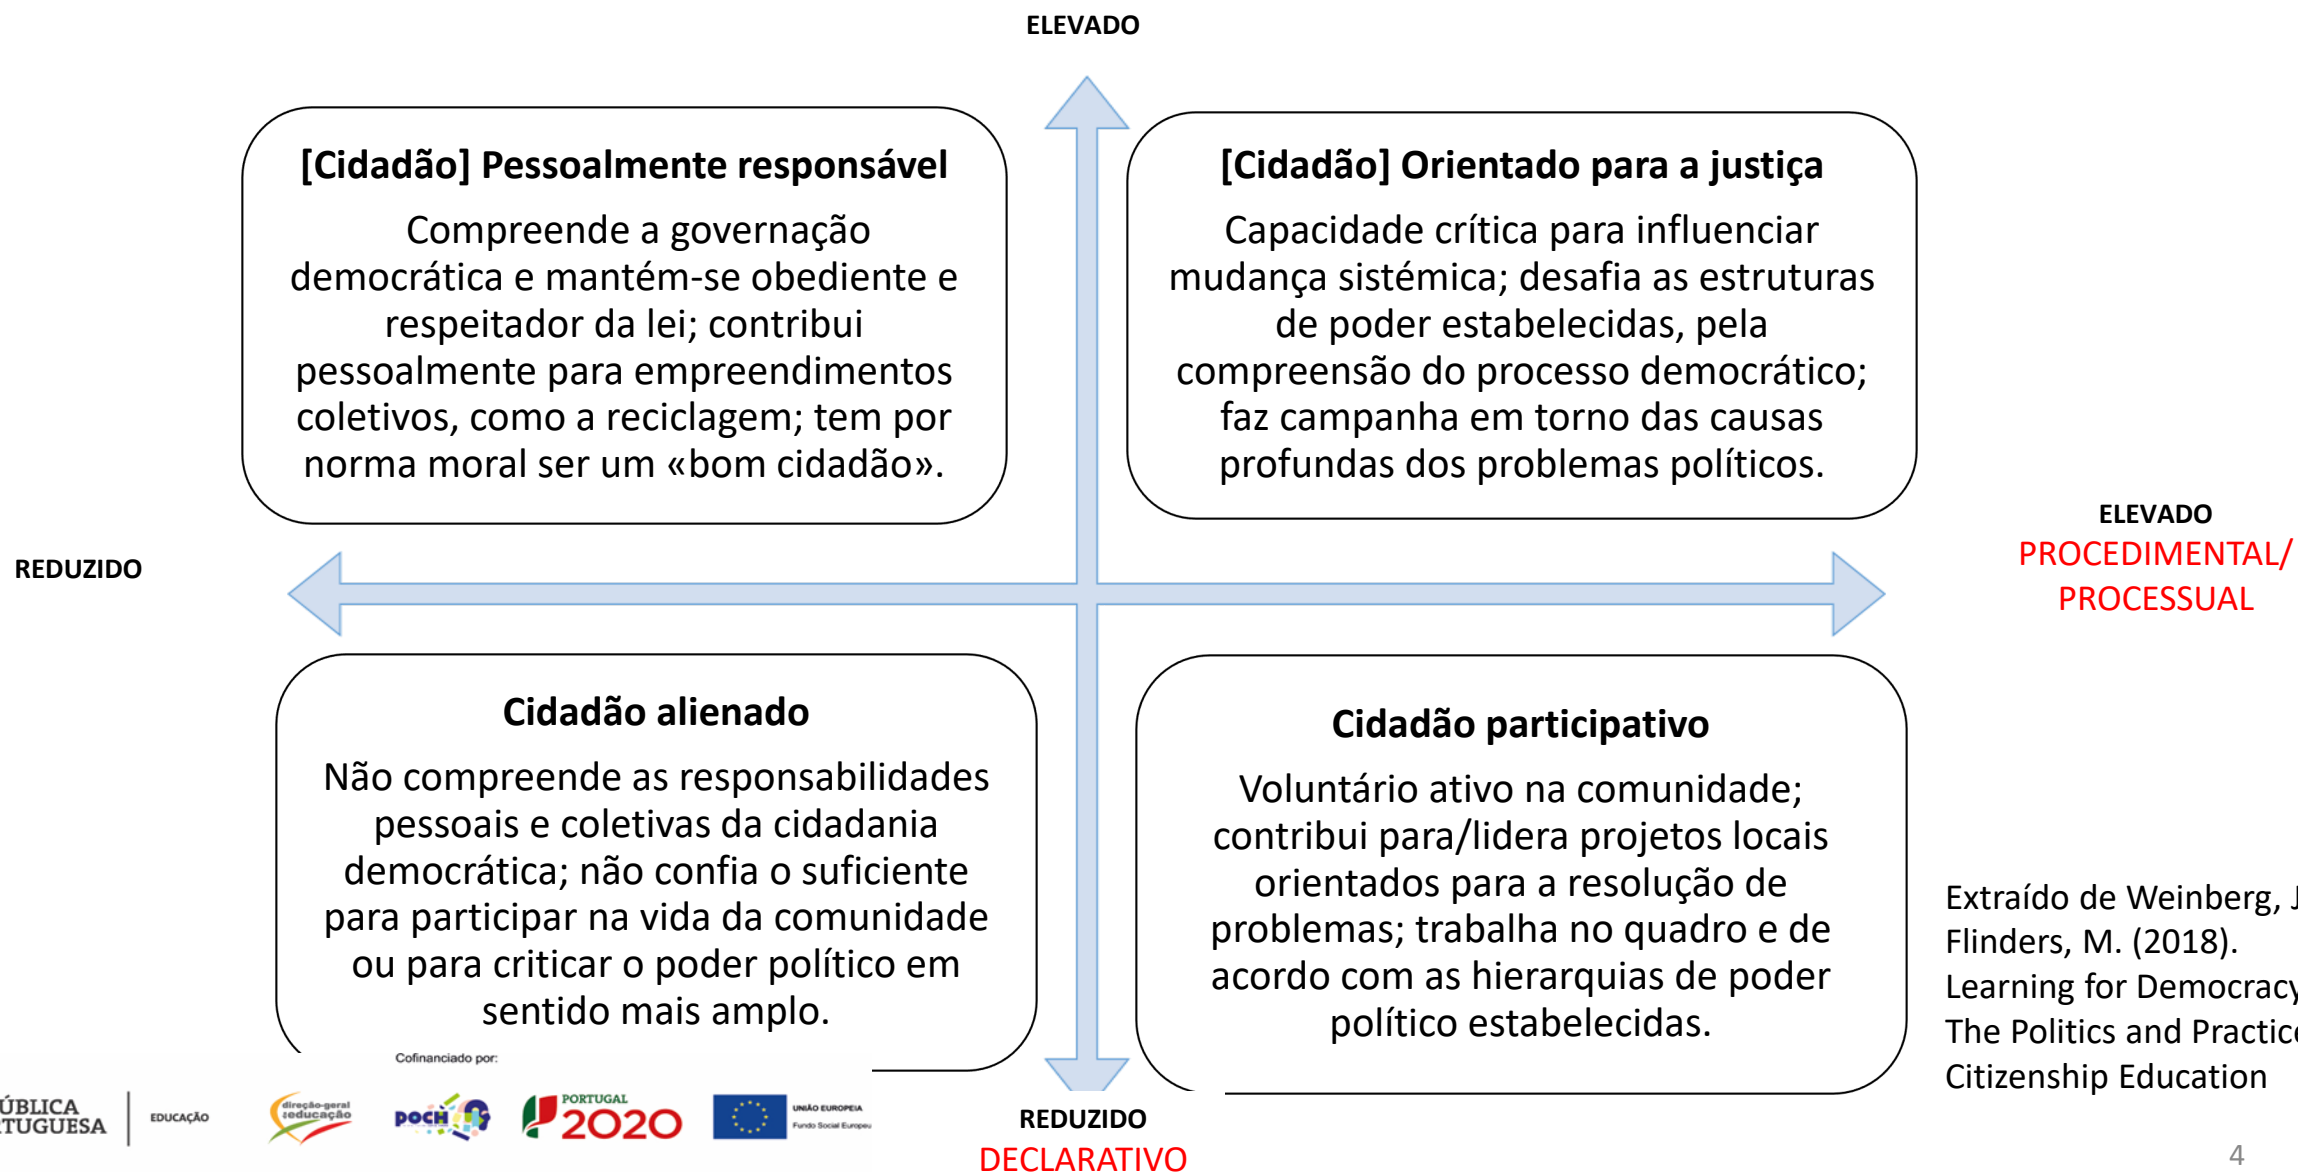 ELEVADO
[Cidadão] Pessoalmente responsável
Compreende a governação
democrática e mantém-se obediente e
respeitador da lei; contribui
pessoalmente para empreendimentos
coletivos, como a reciclagem; tem por
norma moral ser um «bom cidadão».
[Cidadão] Orientado para a justiça
Capacidade crítica para influenciar
mudança sistémica; desafia as estruturas
de poder estabelecidas, pela
compreensão do processo democrático;
faz campanha em torno das causas
profundas dos problemas políticos.
REDUZIDO
ELEVADO
PROCEDIMENTAL/
PROCESSUAL
Cidadão alienado
Não compreende as responsabilidades
pessoais e coletivas da cidadania
democrática; não confia o suficiente
para participar na vida da comunidade
ou para criticar o poder político em
sentido mais amplo.
Cidadão participativo
Voluntário ativo na comunidade;
contribui para/lidera projetos locais
orientados para a resolução de
problemas; trabalha no quadro e de
acordo com as hierarquias de poder
político estabelecidas.
Extraído de Weinberg, J
Flinders, M. (2018).
Learning for Democracy
The Politics and Practice
Citizenship Education
Cofinanciado por:
ÚBLICA
RTUGUESA
EDUCAÇÃO
direção-geral
educação
POCH
PORTUGAL
2020
UNIÃO EUROPEIA
Fundo Social Europeu
REDUZIDO
DECLARATIVO
4